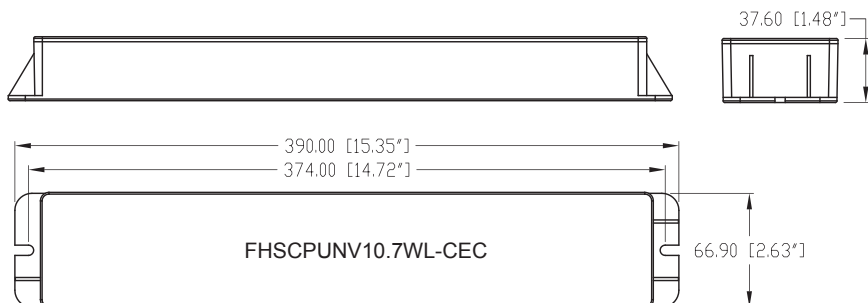 37.60 [1.48"]
390.00 [15.35"]
374.00 [14.72"]
FHSCPUNV10.7WL-CEC
66.90 [2.63"]